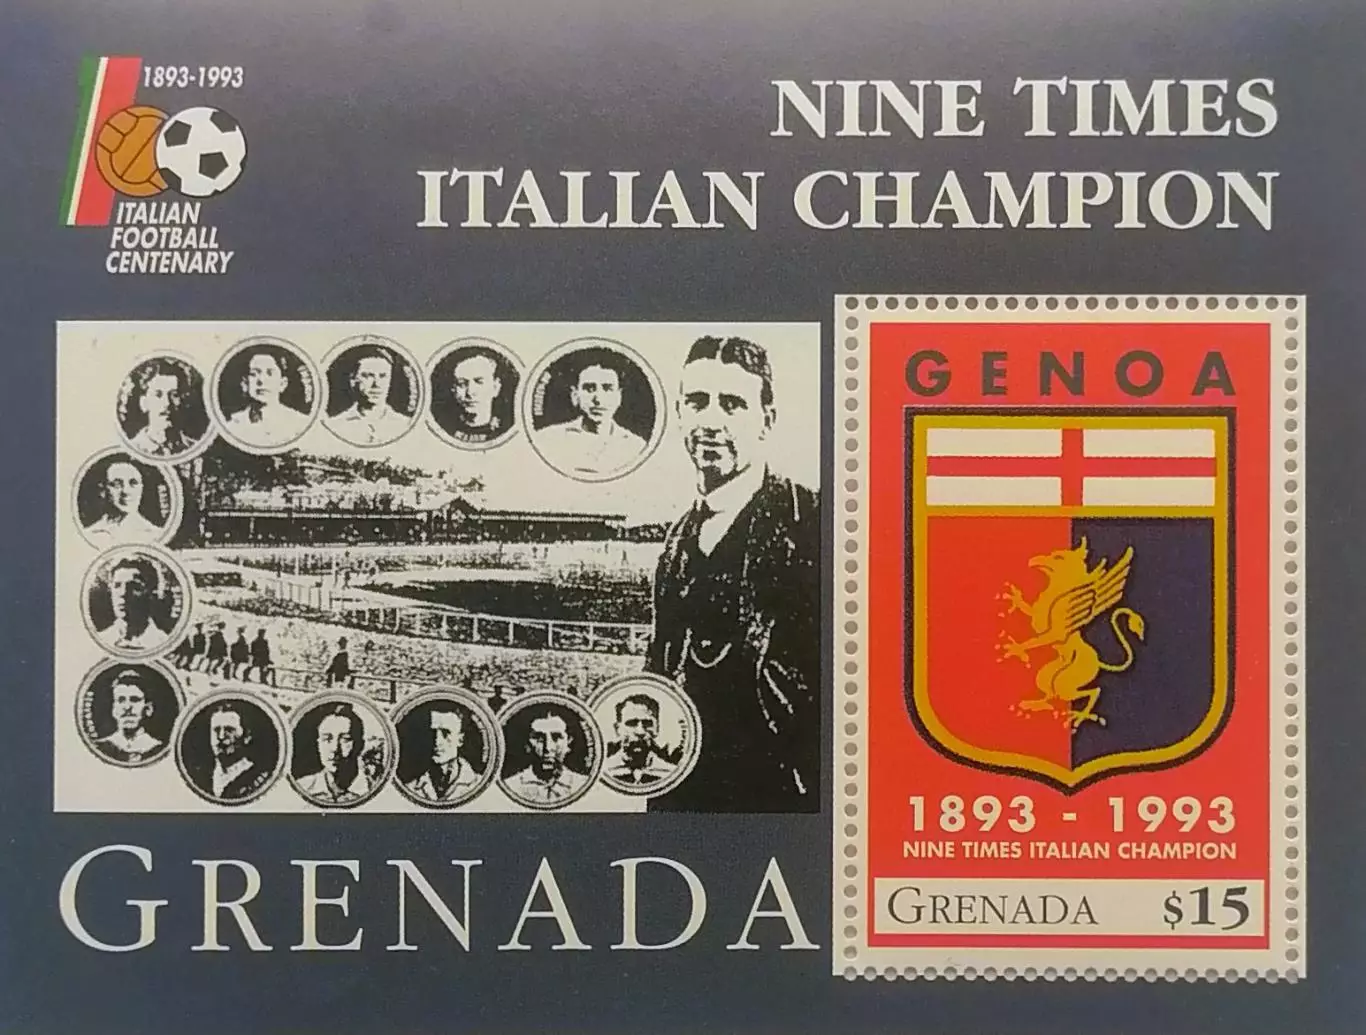 1893-1993
ITALIAN
FOOTBALL
CENTENARY
NINE TIMES
ITALIAN CHAMPION
GRENADA
GENOA
1893 - 1993
NINE TIMES ITALIAN CHAMPION
GRENADA $15